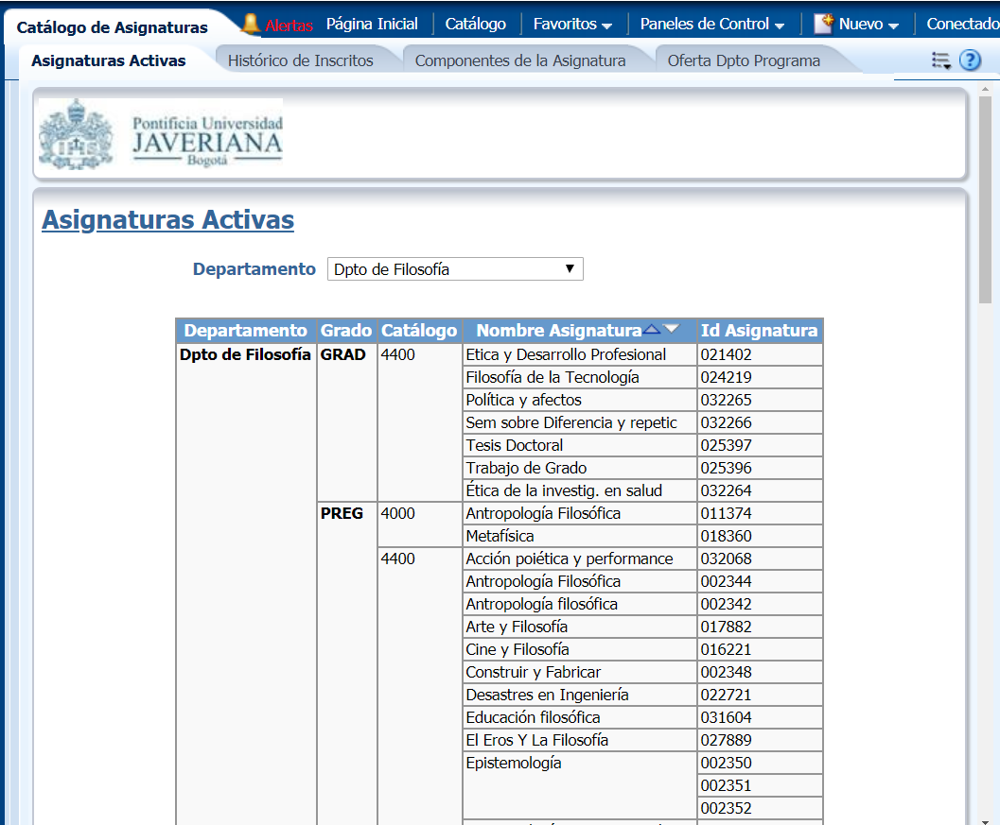 Catálogo de Asignaturas
Alertas Página Inicial Catálogo Favoritos Paneles de Control Nuevo Conectado
Asignaturas Activas Histórico de Inscritos Componentes de la Asignatura Oferta Dpto Programa
Pontificia Universidad
JAVERIANA
Bogotá
Asignaturas Activas
Departamento Dpto de Filosofía
Departamento Grado Catálogo Nombre Asignatura Id Asignatura
Dpto de Filosofía GRAD 4400 Etica y Desarrollo Profesional 021402
Filosofía de la Tecnología 024219
Política y afectos 032265
Sem sobre Diferencia y repetic 032266
Tesis Doctoral 025397
Trabajo de Grado 025396
Ética de la investig. en salud 032264
PREG 4000 Antropología Filosófica 011374
Metafísica 018360
4400 Acción poiética y performance 032068
Antropología Filosófica 002344
Antropología filosófica 002342
Arte y Filosofía 017882
Cine y Filosofía 016221
Construir y Fabricar 002348
Desastres en Ingeniería 022721
Educación filosófica 031604
El Eros Y La Filosofía 027889
Epistemología 002350
002351
002352